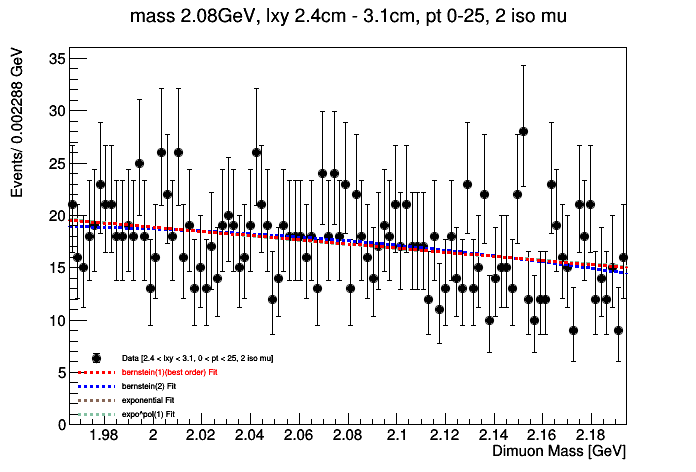 mass 2.08GeV, lxy 2.4cm - 3.1cm, pt 0-25, 2 iso mu
Events/ 0.002288 GeV
35
30
25
20
15
10
5
0
Data [2.4 < lxy < 3.1, 0 < pt < 25, 2 iso mu]
bernstein(1)(best order) Fit
bernstein(2) Fit
exponential Fit
expo*pol(1) Fit
1.98 2 2.02 2.04 2.06 2.08 2.1 2.12 2.14 2.16 2.18
Dimuon Mass [GeV]